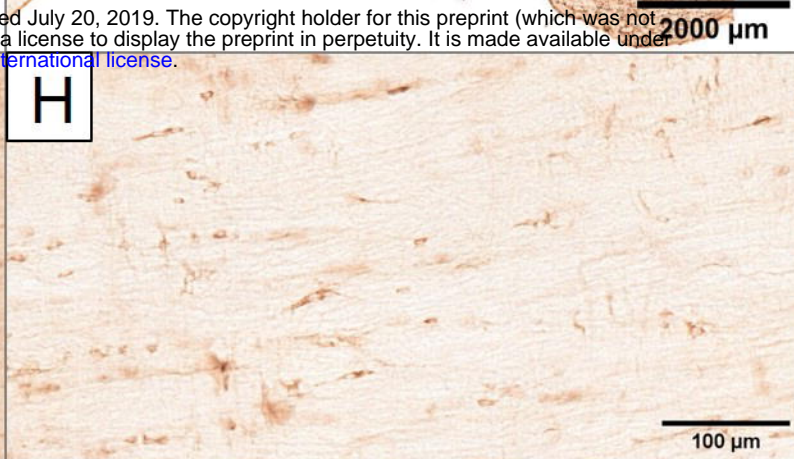 ed July 20, 2019. The copyright holder for this preprint (which was not
a license to display the preprint in perpetuity. It is made available under
ternational license.
2000 µm
H
100 µm